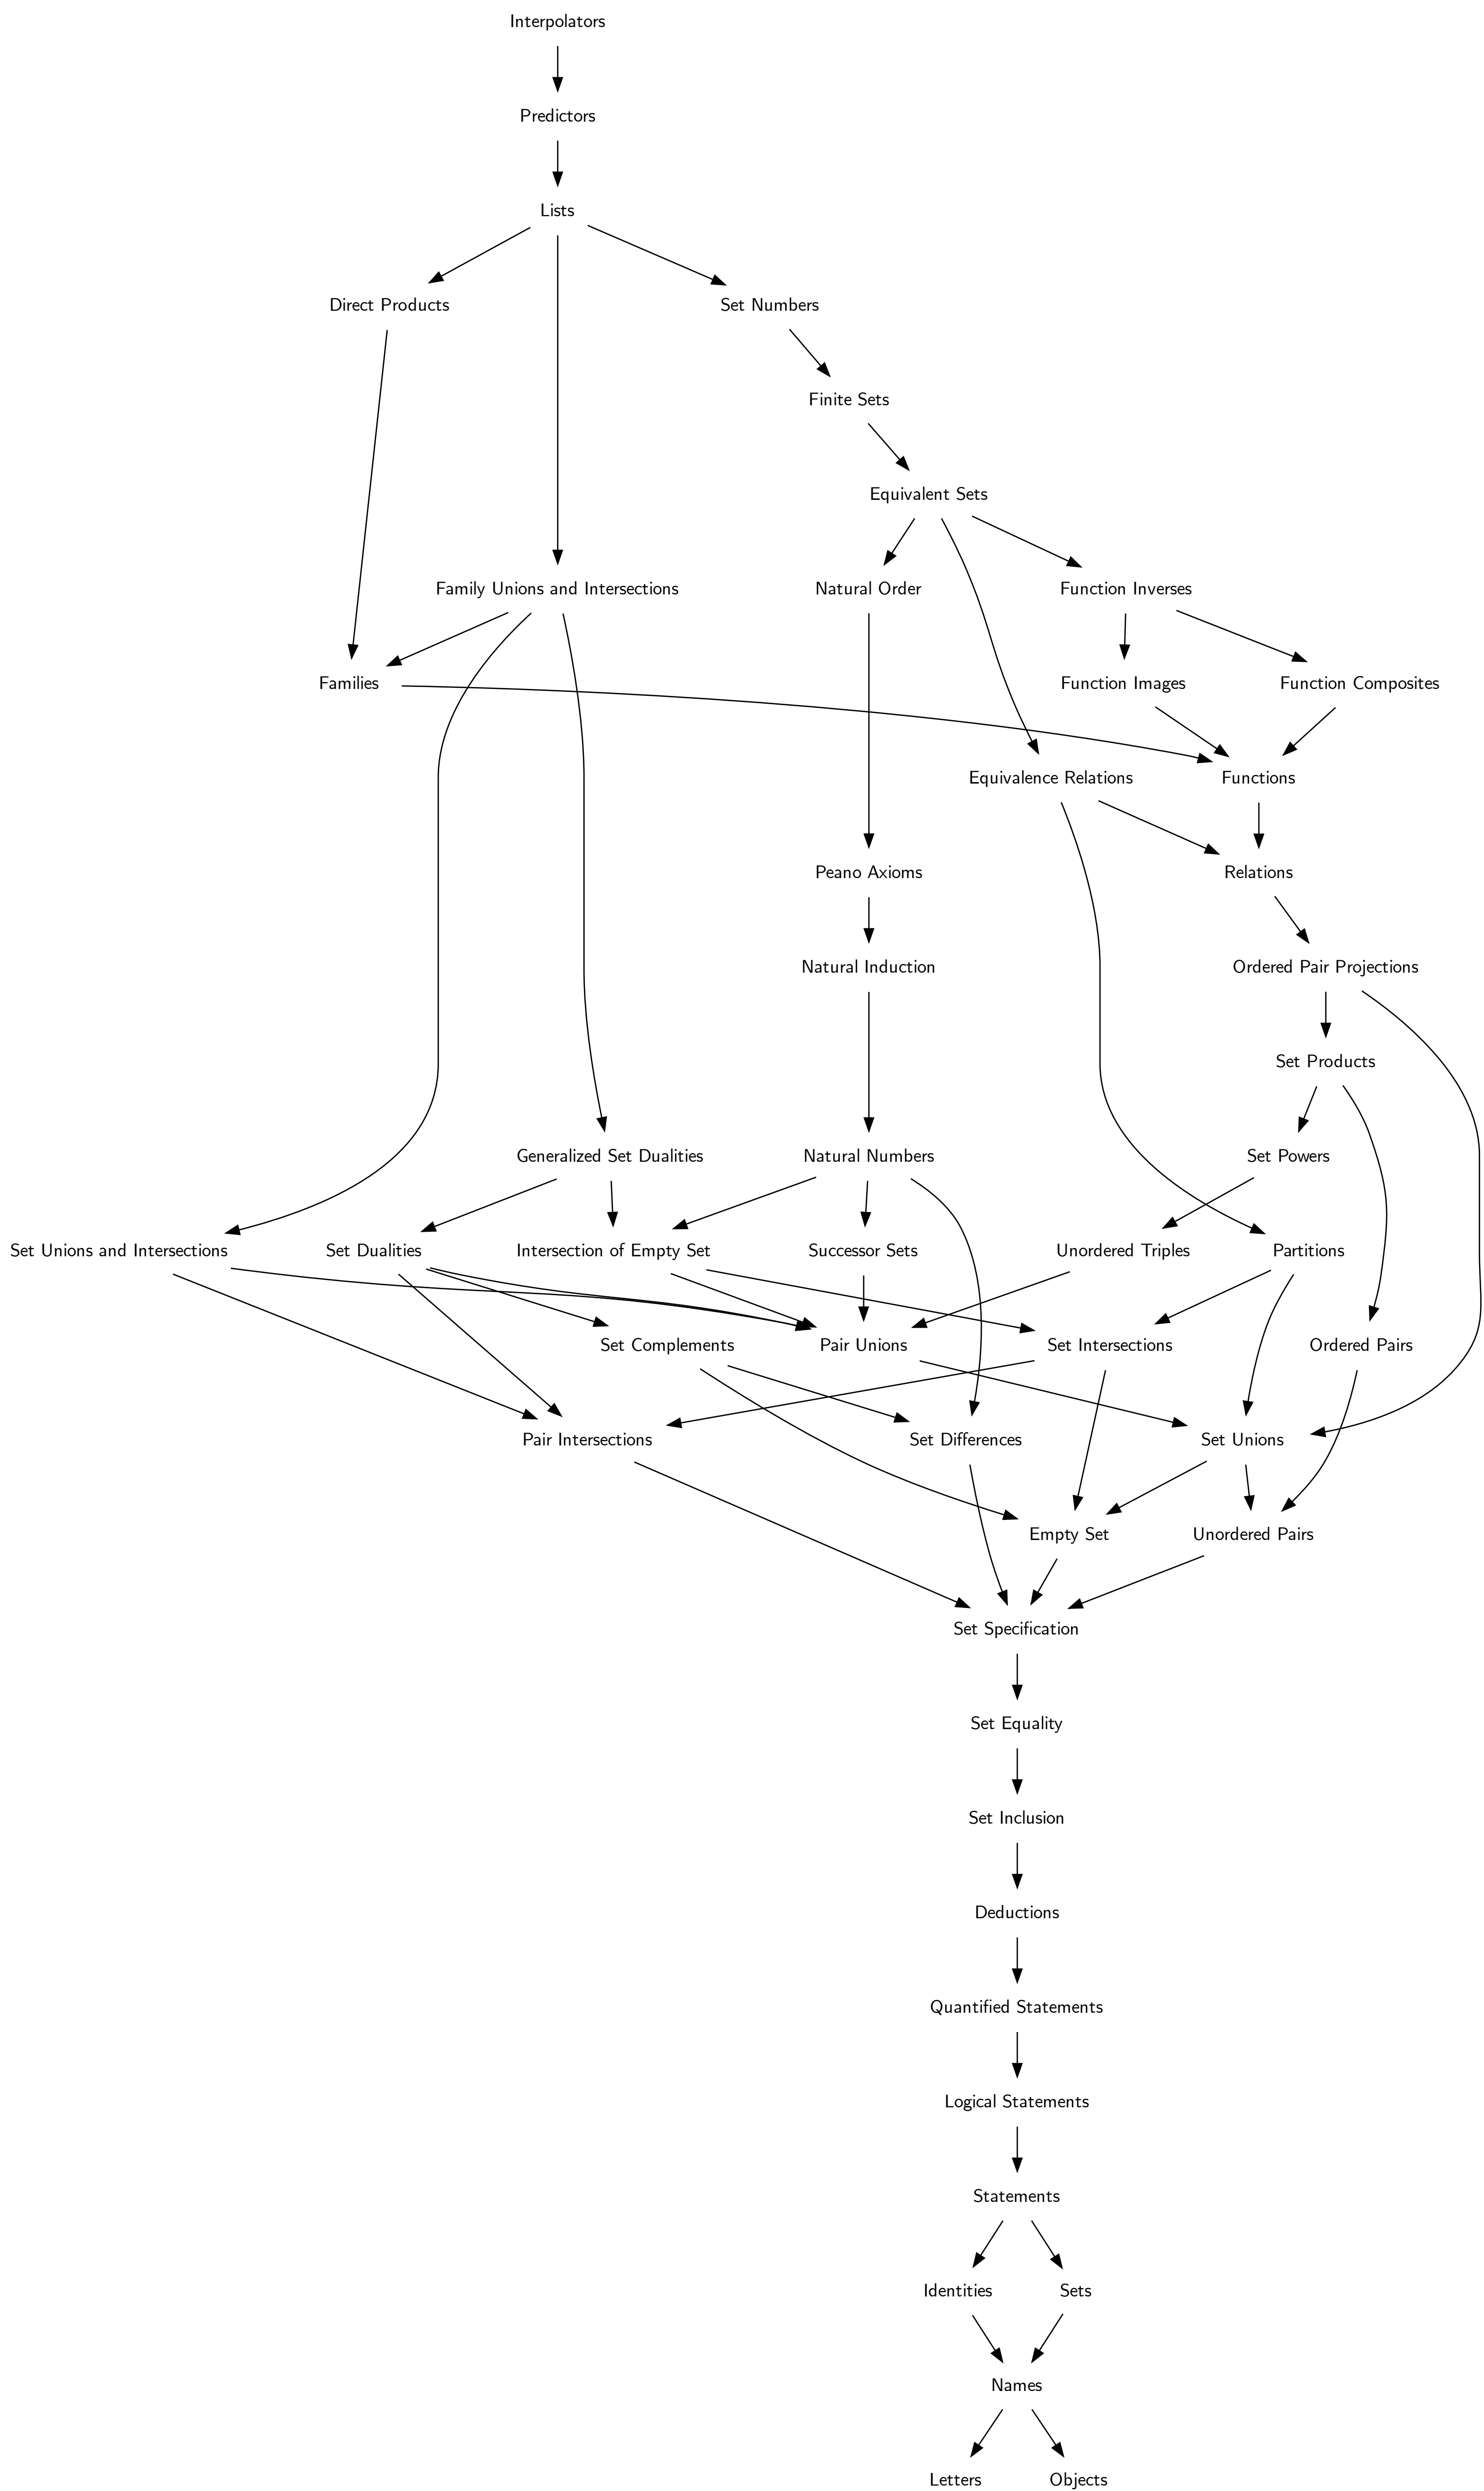 Interpolators
Predictors
Lists
Direct Products
Set Numbers
Finite Sets
Equivalent Sets
Family Unions and Intersections
Natural Order
Function Inverses
Families
Function Images
Function Composites
Equivalence Relations
Functions
Peano Axioms
Relations
Natural Induction
Ordered Pair Projections
Set Products
Generalized Set Dualities
Natural Numbers
Set Powers
Set Unions and Intersections
Set Dualities
Intersection of Empty Set
Successor Sets
Unordered Triples
Partitions
Set Complements
Pair Unions
Set Intersections
Ordered Pairs
Pair Intersections
Set Differences
Set Unions
Empty Set
Unordered Pairs
Set Specification
Set Equality
Set Inclusion
Deductions
Quantified Statements
Logical Statements
Statements
Identities
Sets
Names
Letters
Objects